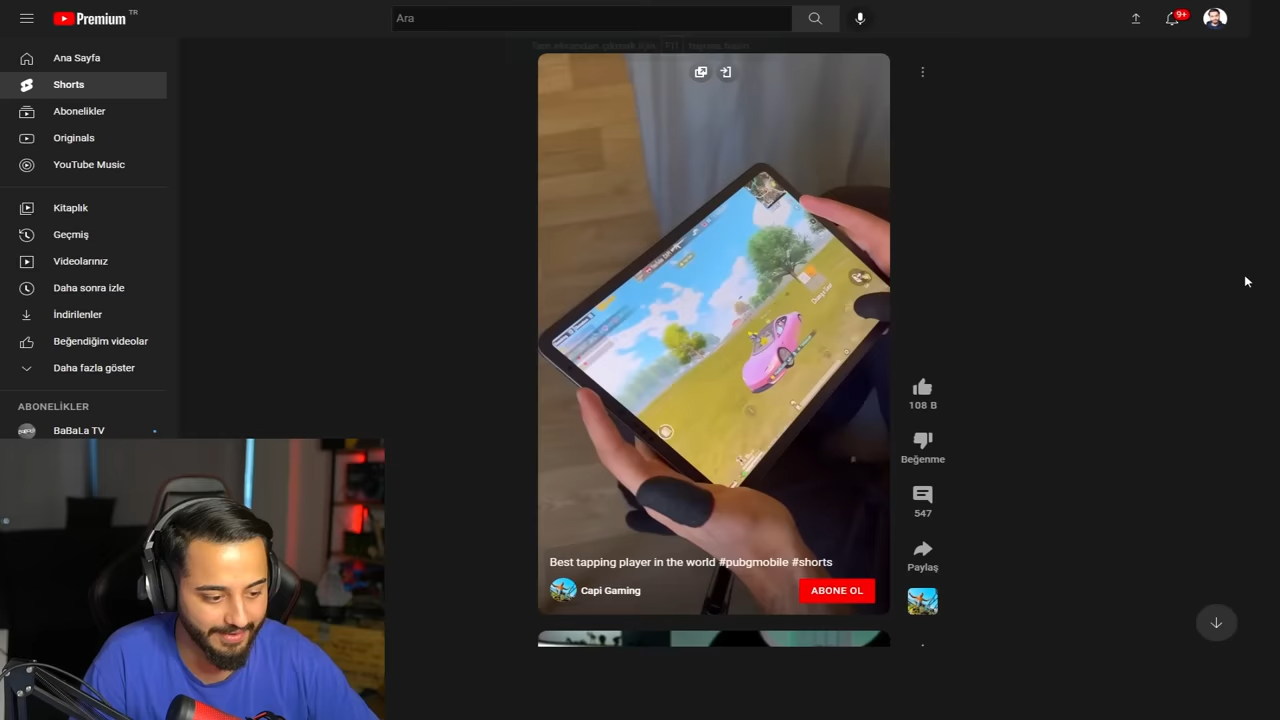 Premium TR
Ara
9+
Ana Sayfa
Shorts
Abonelikler
Originals
YouTube Music
Kitaplık
Geçmiş
Videolarınız
Daha sonra izle
İndirilenler
Beğendiğim videolar
Daha fazla göster
ABONELİKLER
BaBaLa TV
108 B
Beğenme
547
Paylaş
Best tapping player in the world #pubgmobile #shorts
Capi Gaming
ABONE OL